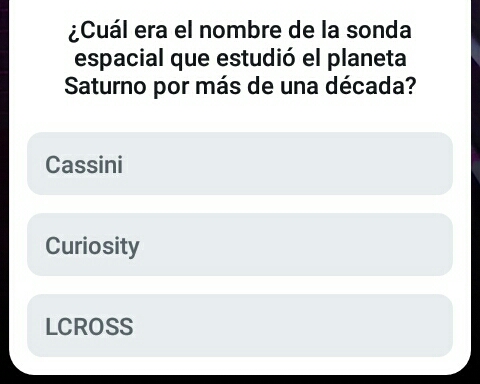 ¿Cuál era el nombre de la sonda
espacial que estudió el planeta
Saturno por más de una década?
Cassini
Curiosity
LCROSS